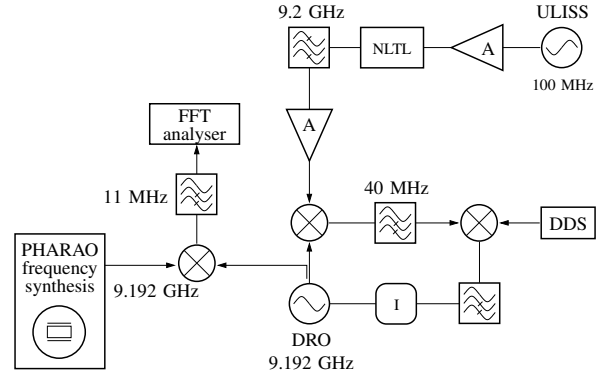 9.2 GHz
ULISS
NLTL
A
100 MHz
A
FFT
analyser
11 MHz
40 MHz
DDS
PHARAO
frequency
synthesis
9.192 GHz
I
DRO
9.192 GHz